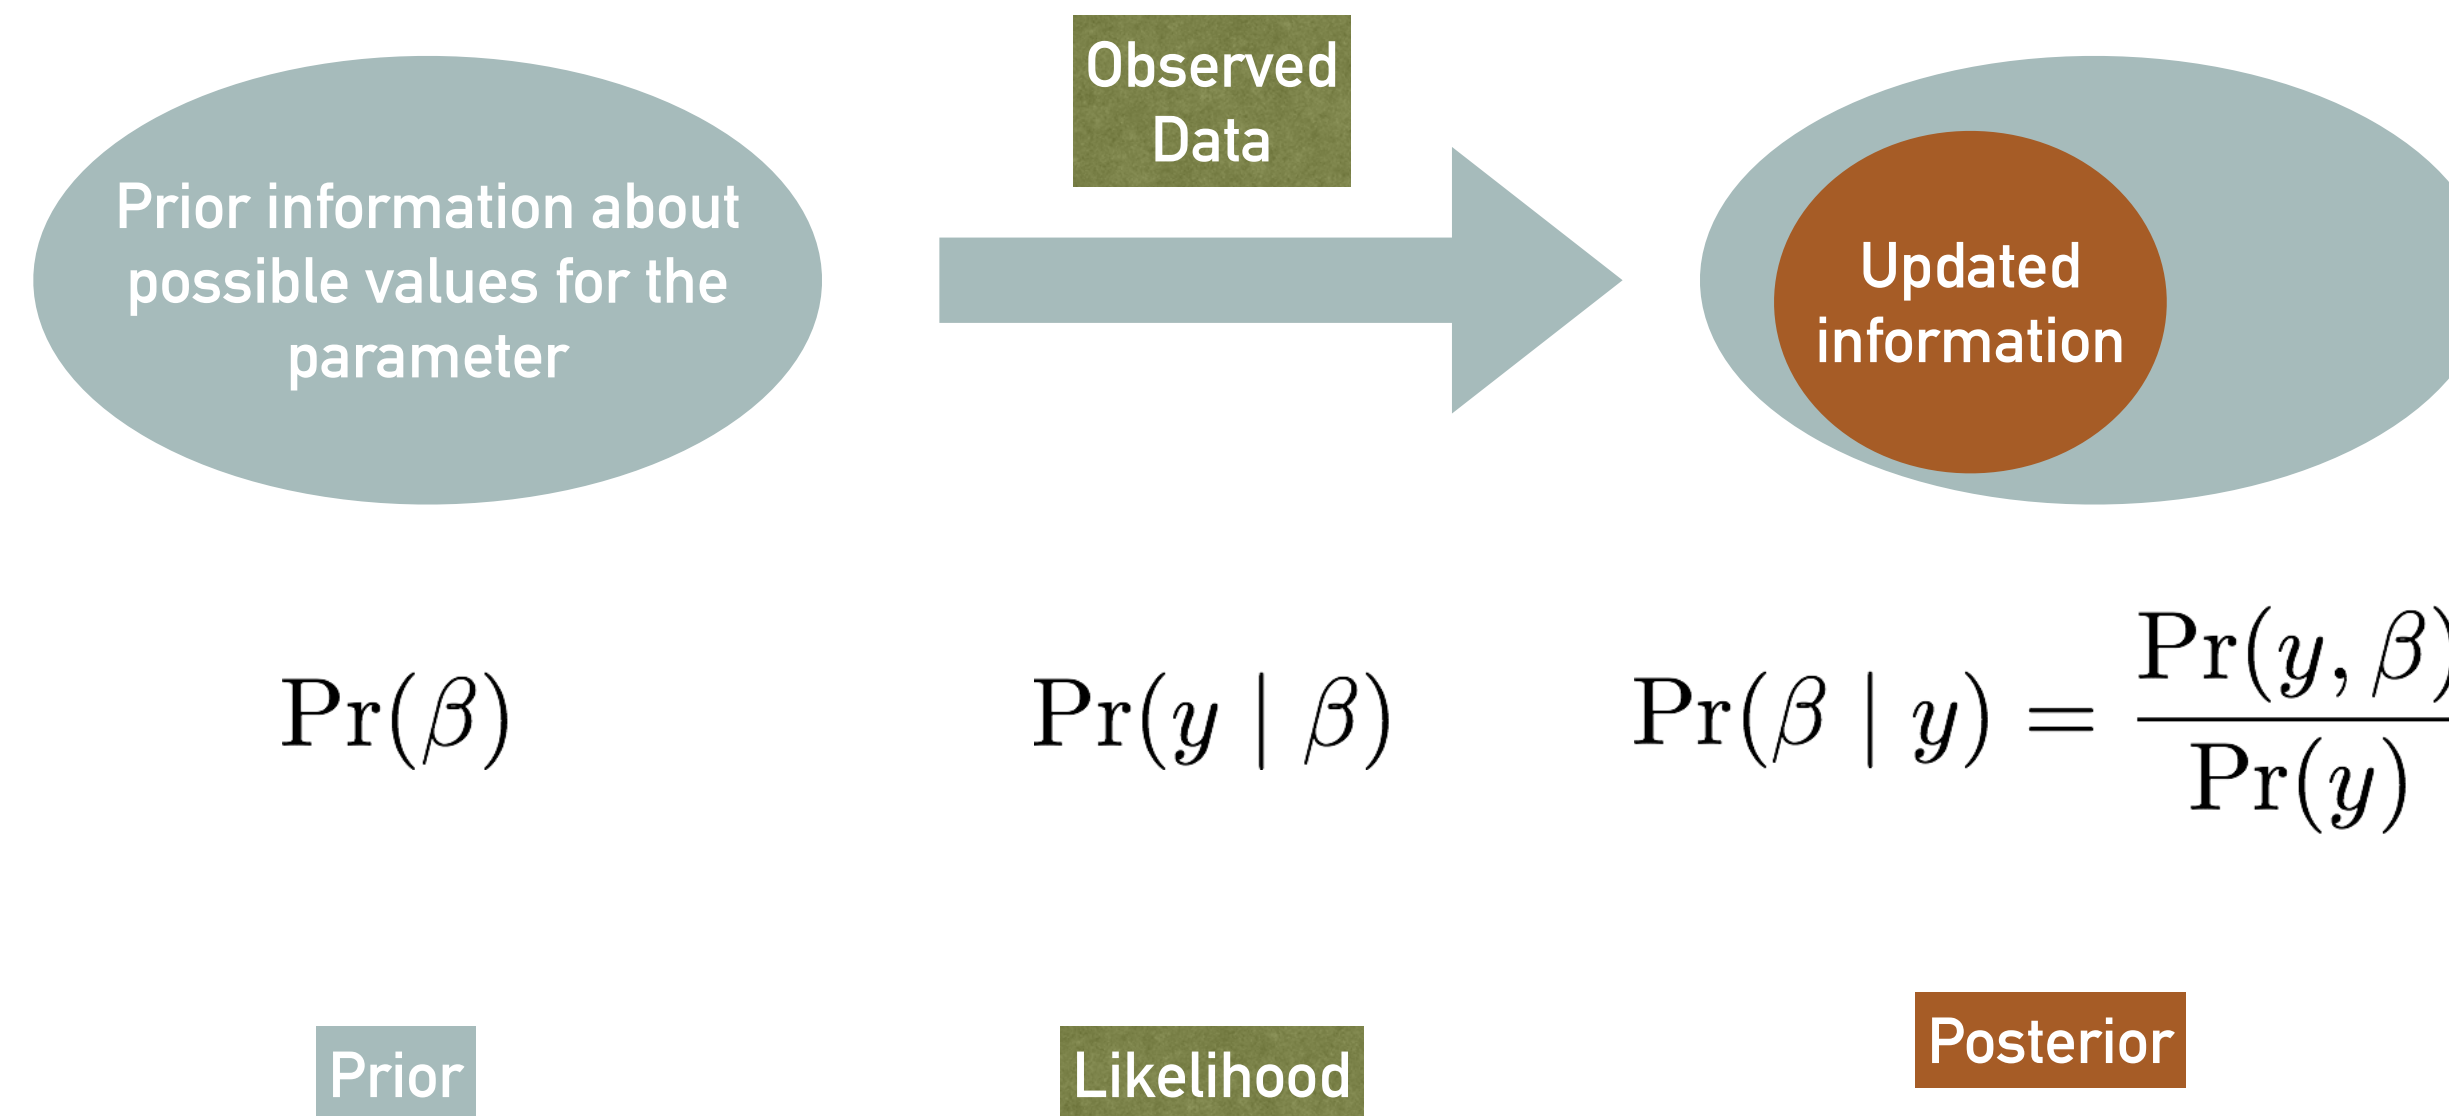 Observed
Data
Prior information about
possible values for the
parameter
Updated
information
Pr(β)
Pr(y | β)
Pr(β | y) = Pr(y, β) / Pr(y)
Prior
Likelihood
Posterior